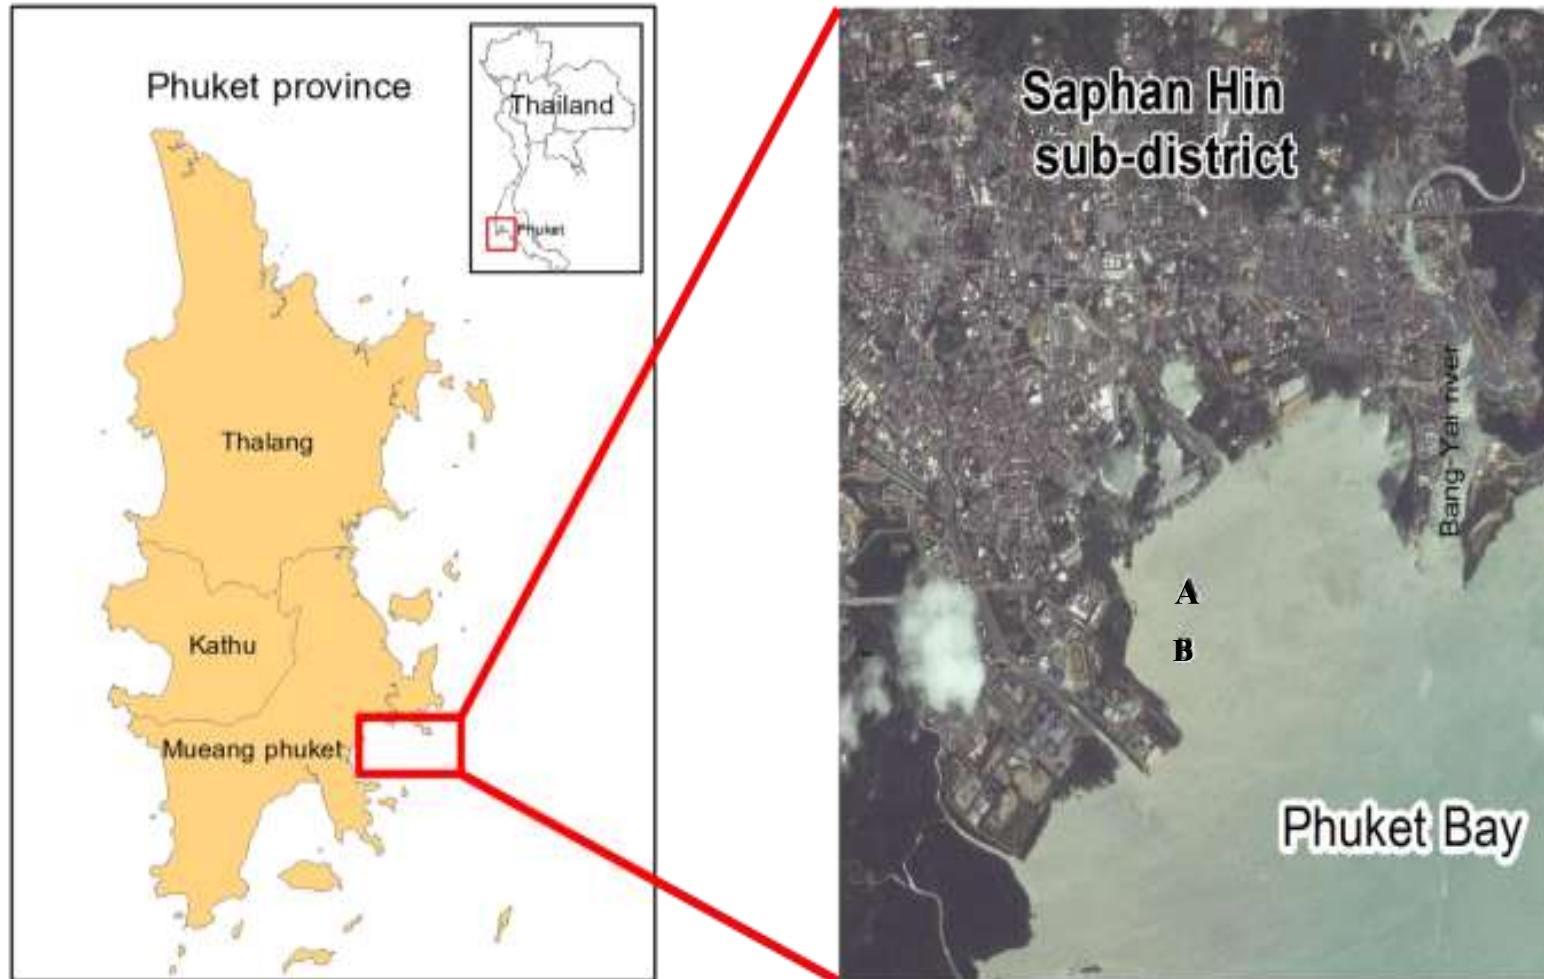 Phuket province
Thailand
Phuket
Thalang
Kathu
Mueang phuket
Saphan Hin
sub-district
Bang Yai river
A
B
Phuket Bay